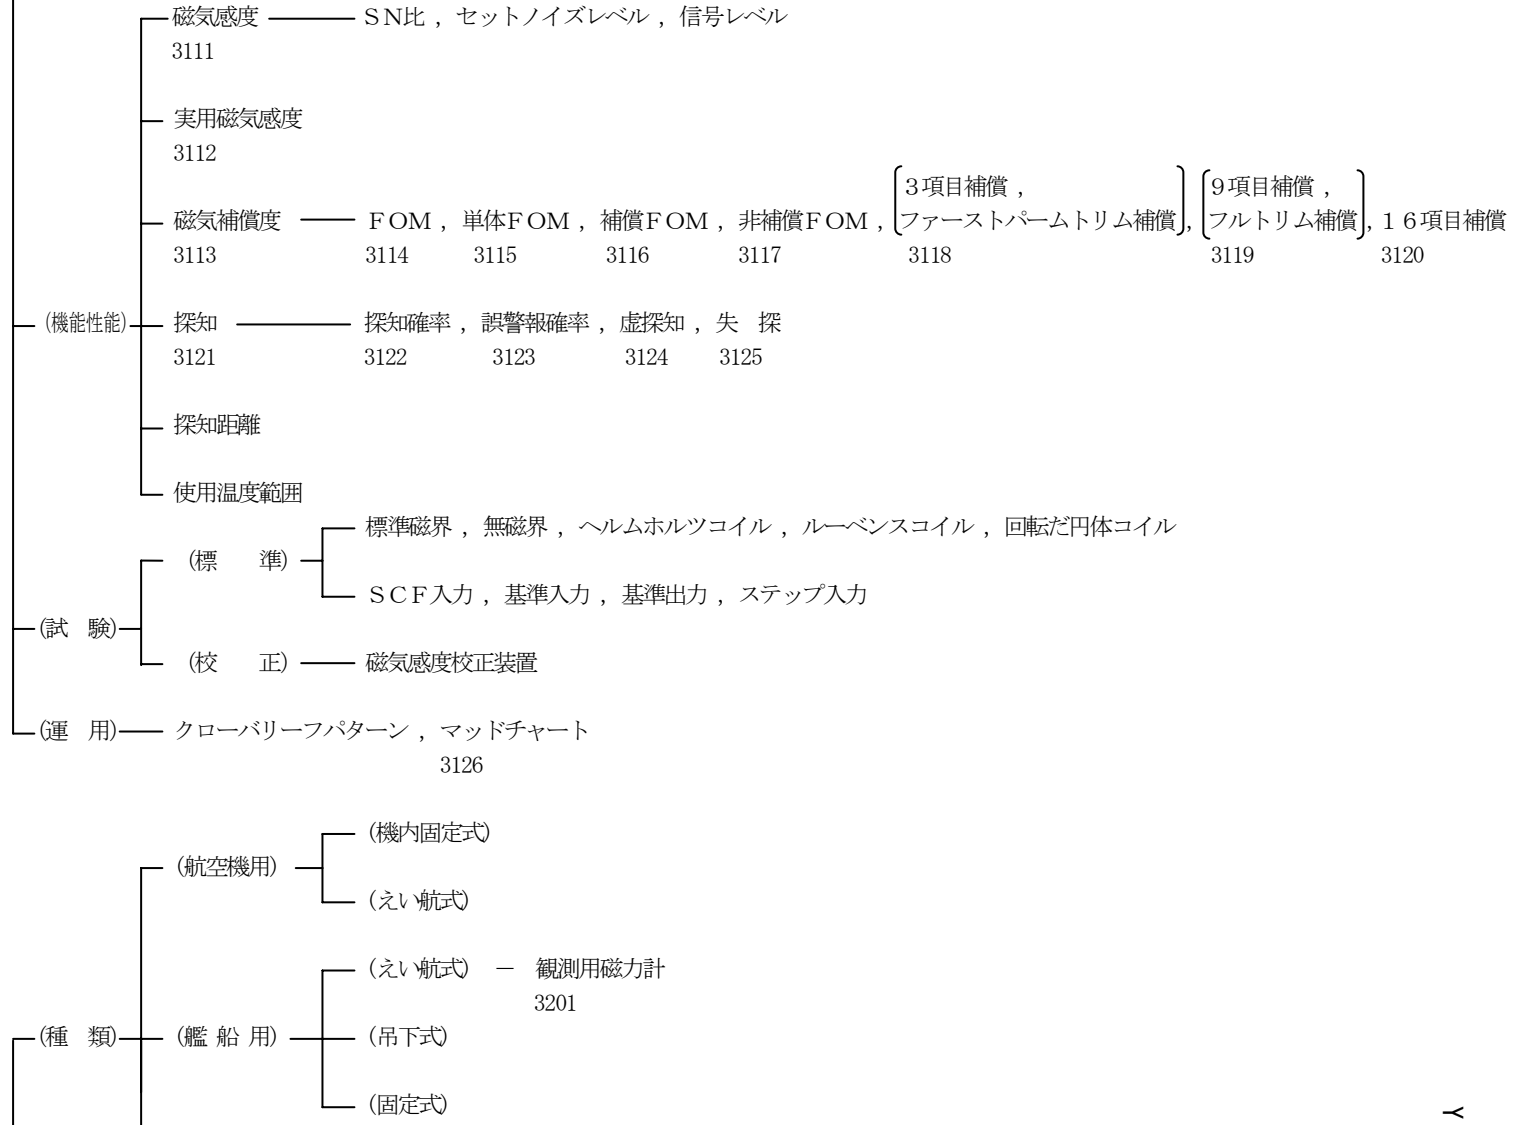 磁気感度 SN比 , セットノイズレベル , 信号レベル
3111
実用磁気感度
3112
3項目補償 , 9項目補償 ,
磁気補償度 FOM , 単体FOM , 補償FOM , 非補償FOM , ファーストパームトリム補償 , フルトリム補償 , 16項目補償
3113 3114 3115 3116 3117 3118 3119 3120
(機能性能) 探知 探知確率 , 誤警報確率 , 虚探知 , 失 探
3121 3122 3123 3124 3125
探知距離
使用温度範囲
標準磁界 , 無磁界 , ヘルムホルツコイル , ルーベンスコイル , 回転だ円体コイル
(標 準)
SCF入力 , 基準入力 , 基準出力 , ステップ入力
(試 験)
(校 正) 磁気感度校正装置
(運 用) クローバリーフパターン , マッドチャート
3126
(機内固定式)
(航空機用)
(えい航式)
(えい航式) － 観測用磁力計
3201
(種 類) (艦 船 用) (吊下式)
(固定式)
Y